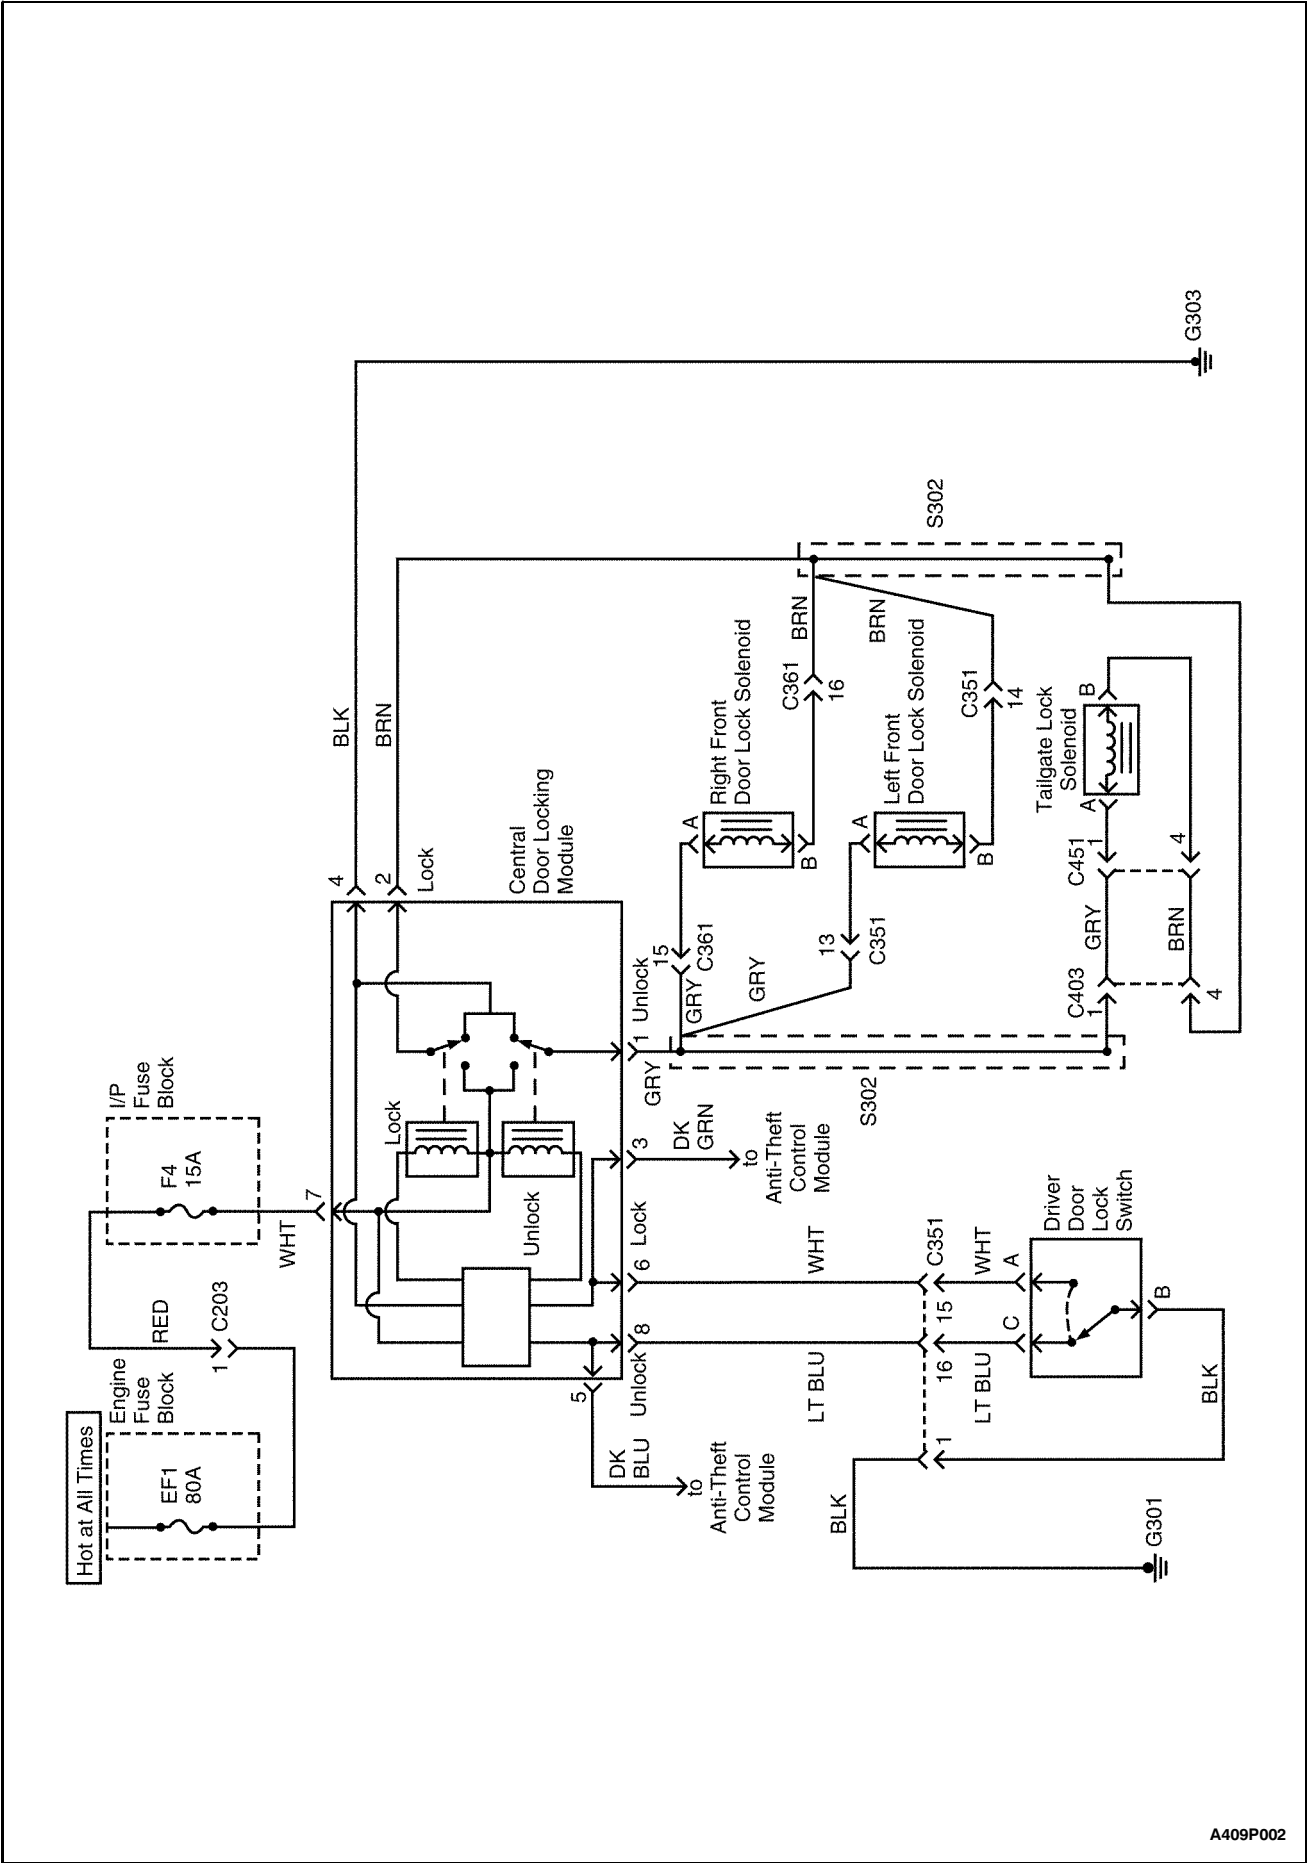 Hot at All Times
Engine
Fuse
Block
EF1
80A
RED
1
C203
I/P
Fuse
Block
F4
15A
WHT
7
4
BLK
2
BRN
Lock
Central
Door Locking
Module
Lock
Unlock
5
DK
BLU
to
Anti-Theft
Control
Module
Unlock
8
6
Lock
3
DK
GRN
to
Anti-Theft
Control
Module
GRY
1
Unlock
S302
GRY
15
C361
A
Right Front
Door Lock Solenoid
B
C361
16
BRN
GRY
13
C351
A
Left Front
Door Lock Solenoid
B
C351
14
BRN
S302
C403
1
GRY
C451
1
A
Tailgate Lock
Solenoid
B
4
BRN
4
G303
LT BLU
WHT
C351
1
16
15
LT BLU
WHT
C
A
Driver
Door
Lock
Switch
B
BLK
BLK
G301
A409P002